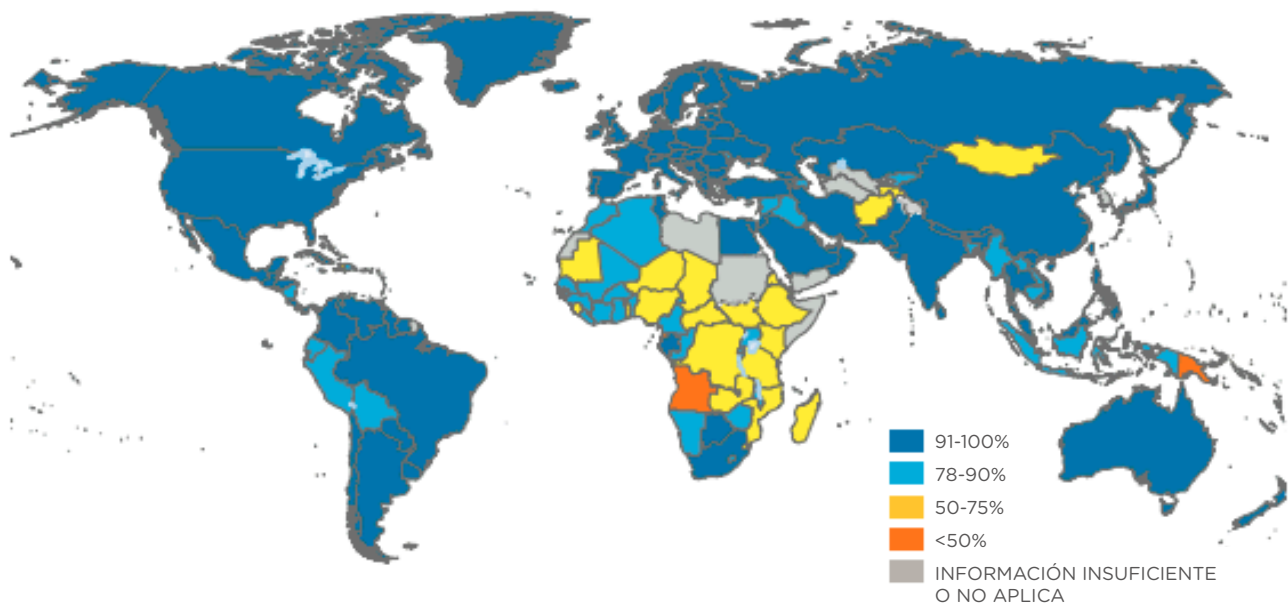 91-100%
78-90%
50-75%
<50%
INFORMACIÓN INSUFICIENTE
O NO APLICA